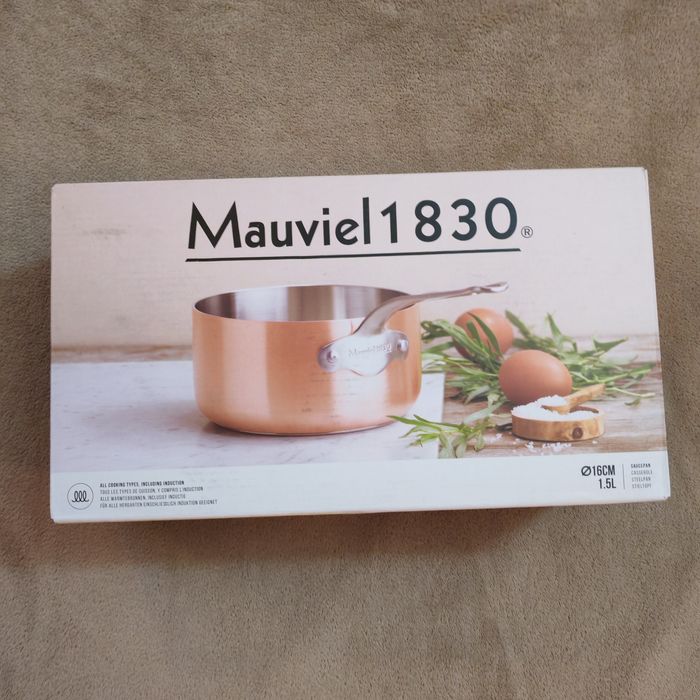 Mauviel1830®
Mauviel1830
ALL COOKING TYPES, INCLUDING INDUCTION
TOUS LES TYPES DE CUISSON, Y COMPRIS L'INDUCTION
ALLE WARMTEBRONNEN, INCLUSIEF INDUCTIE
FÜR ALLE HERDARTEN EINSCHLIESSLICH INDUKTION GEEIGNET
Ø16CM
1.5L
SAUCEPAN
CASSEROLE
STEELPAN
STIELTOPF